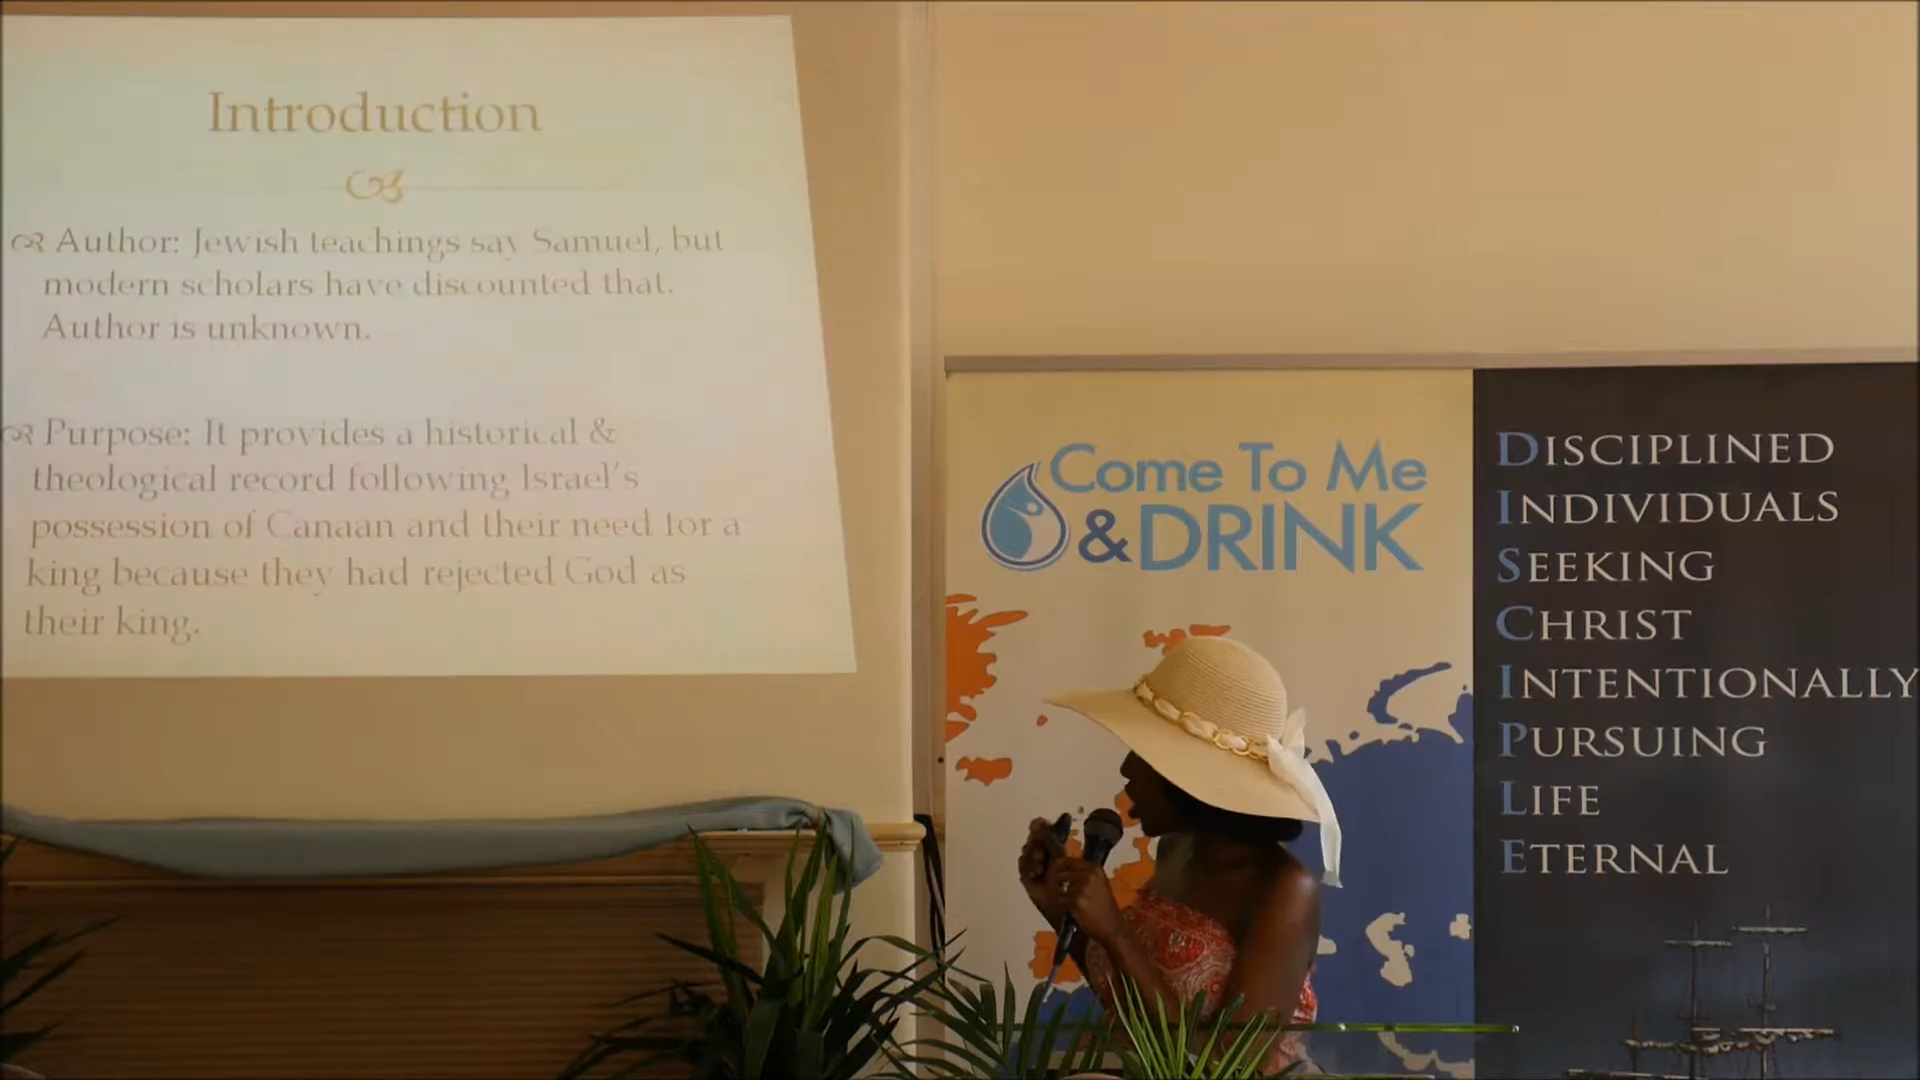 Introduction
Author: Jewish teachings say Samuel, but
modern scholars have discounted that.
Author is unknown.
Purpose: It provides a historical &
theological record following Israel's
possession of Canaan and their need for a
king because they had rejected God as
their king.
Come To Me
& DRINK
DISCIPLINED
INDIVIDUALS
SEEKING
CHRIST
INTENTIONALLY
PURSUING
LIFE
ETERNAL